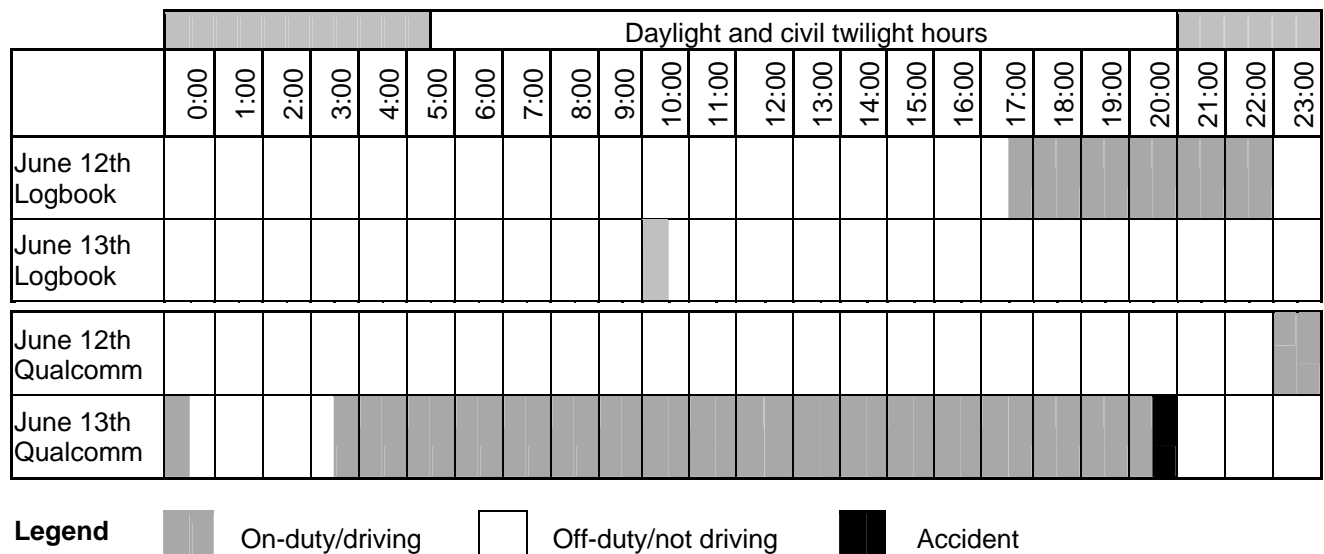 Daylight and civil twilight hours
0:00 1:00 2:00 3:00 4:00 5:00 6:00 7:00 8:00 9:00 10:00 11:00 12:00 13:00 14:00 15:00 16:00 17:00 18:00 19:00 20:00 21:00 22:00 23:00
June 12th
Logbook
June 13th
Logbook
June 12th
Qualcomm
June 13th
Qualcomm
Legend On-duty/driving Off-duty/not driving Accident